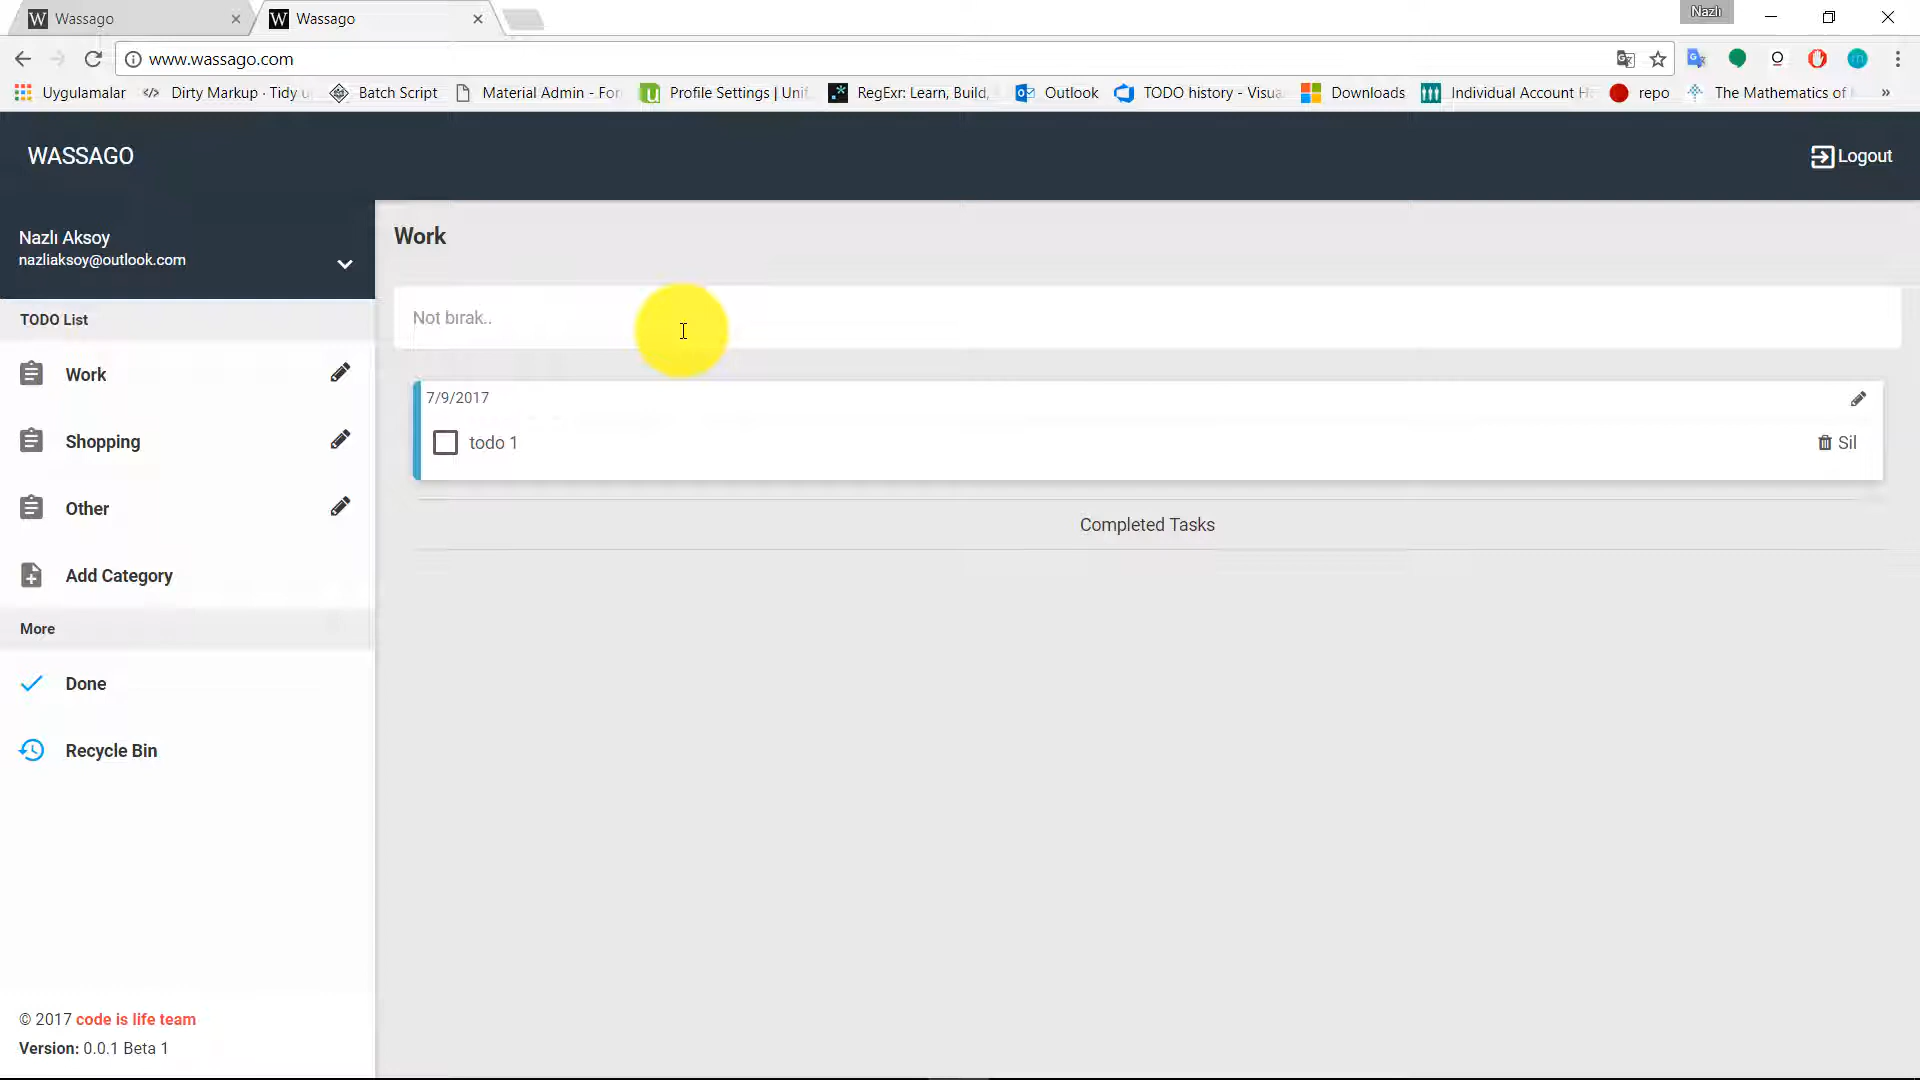 Wassago
Wassago
Nazlı
www.wassago.com
Uygulamalar
Dirty Markup · Tidy u
Batch Script
Material Admin - For
Profile Settings | Unif
RegExr: Learn, Build,
Outlook
TODO history - Visua
Downloads
Individual Account H
repo
The Mathematics of
»
WASSAGO
Logout
Nazlı Aksoy
nazliaksoy@outlook.com
TODO List
Work
Shopping
Other
Add Category
More
Done
Recycle Bin
© 2017 code is life team
Version: 0.0.1 Beta 1
Work
Not bırak..
7/9/2017
todo 1
Sil
Completed Tasks